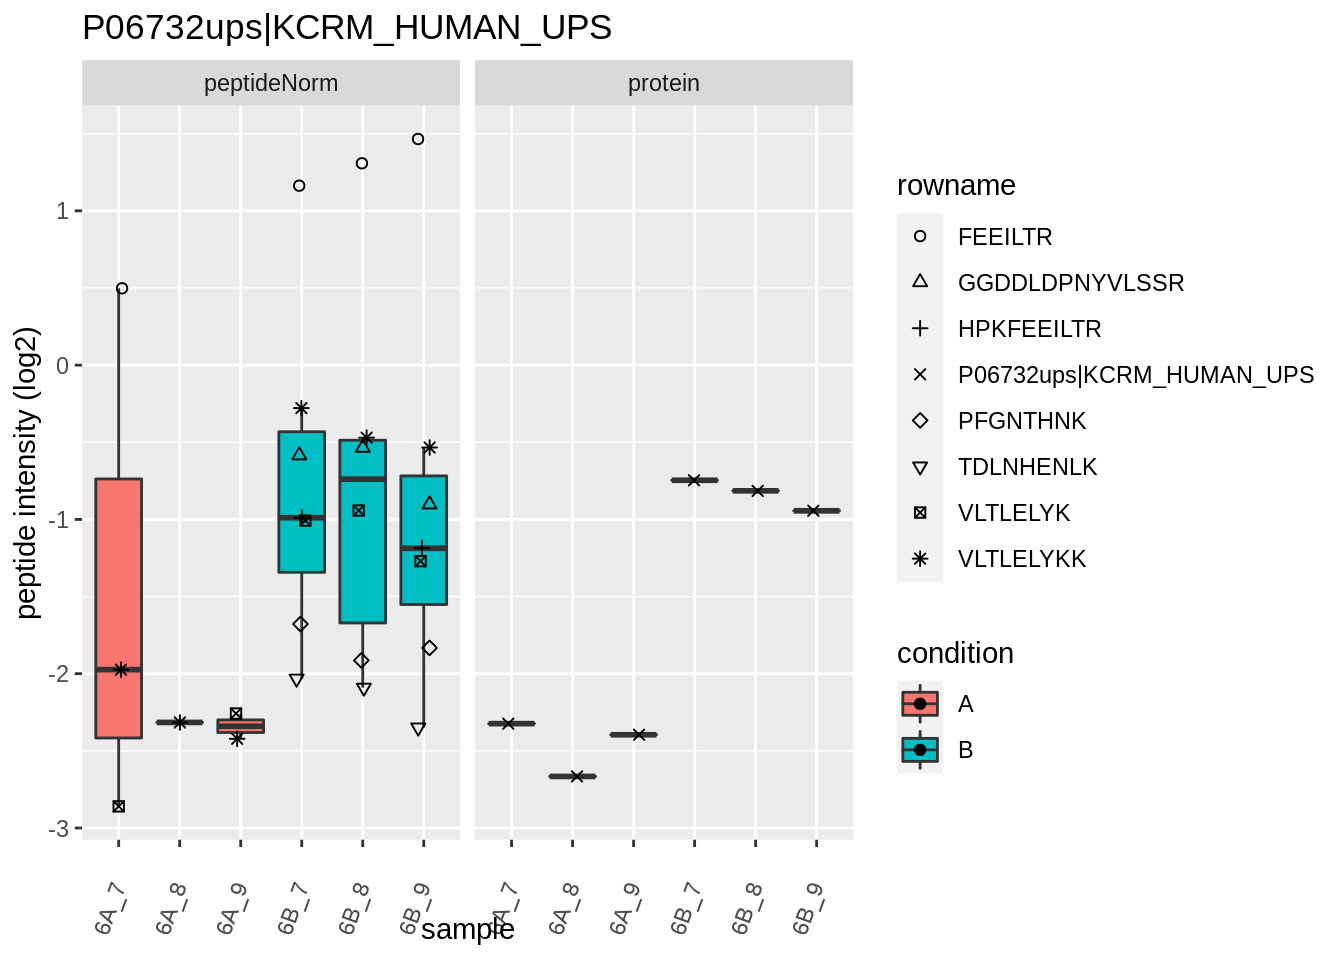 P06732ups|KCRM_HUMAN_UPS
peptideNorm
protein
peptide intensity (log2)
1
0
-1
-2
-3
6A_7
6A_8
6A_9
6B_7
6B_8
6B_9
6A_7
6A_8
6A_9
6B_7
6B_8
6B_9
sample
rowname
FEEILTR
GGDDLDPNYVLSSR
HPKFEEILTR
P06732ups|KCRM_HUMAN_UPS
PFGNTHNK
TDLNHENLK
VLTLELYK
VLTLELYKK
condition
A
B